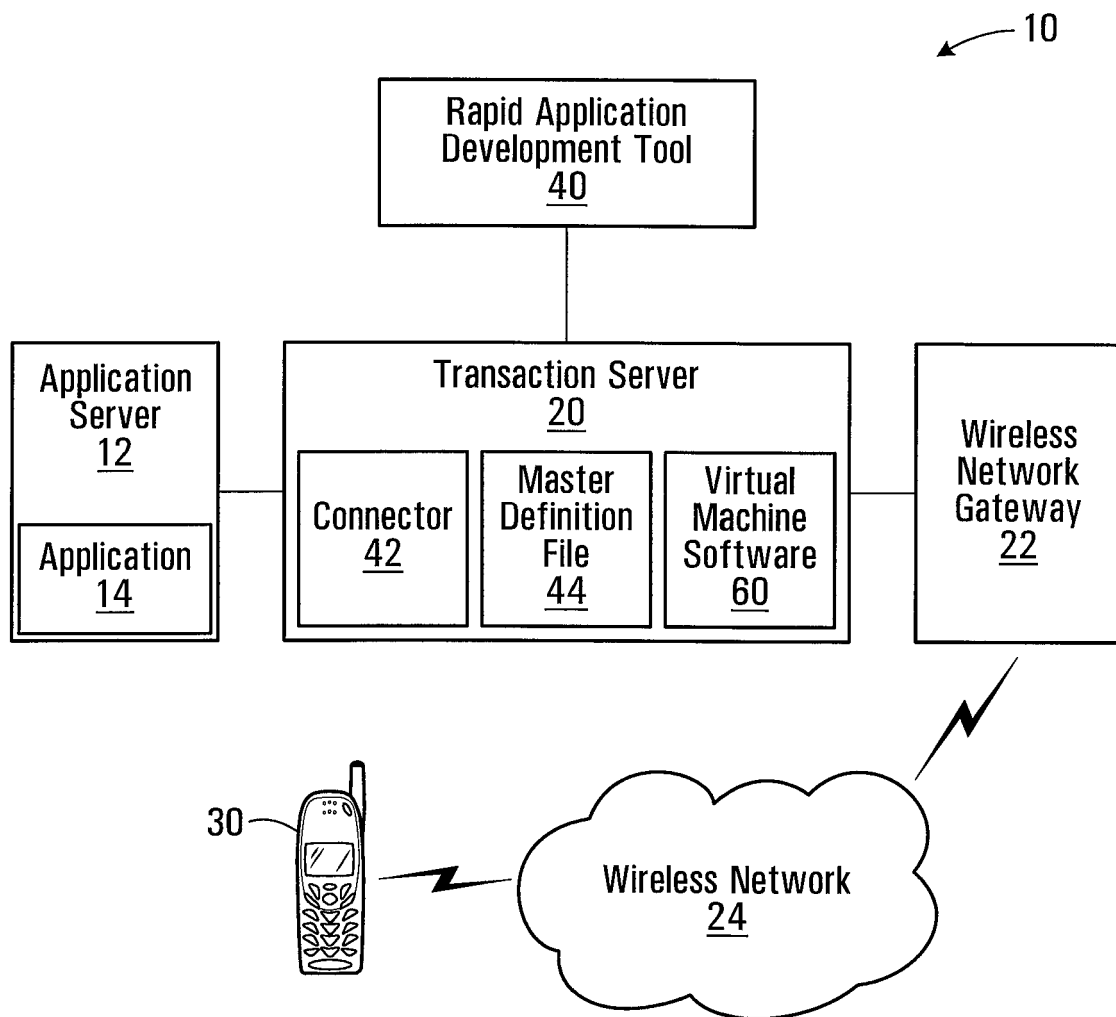 10
Rapid Application
Development Tool
40
Application
Server
12
Application
14
Transaction Server
20
Connector
42
Master
Definition
File
44
Virtual
Machine
Software
60
Wireless
Network
Gateway
22
30
Wireless Network
24